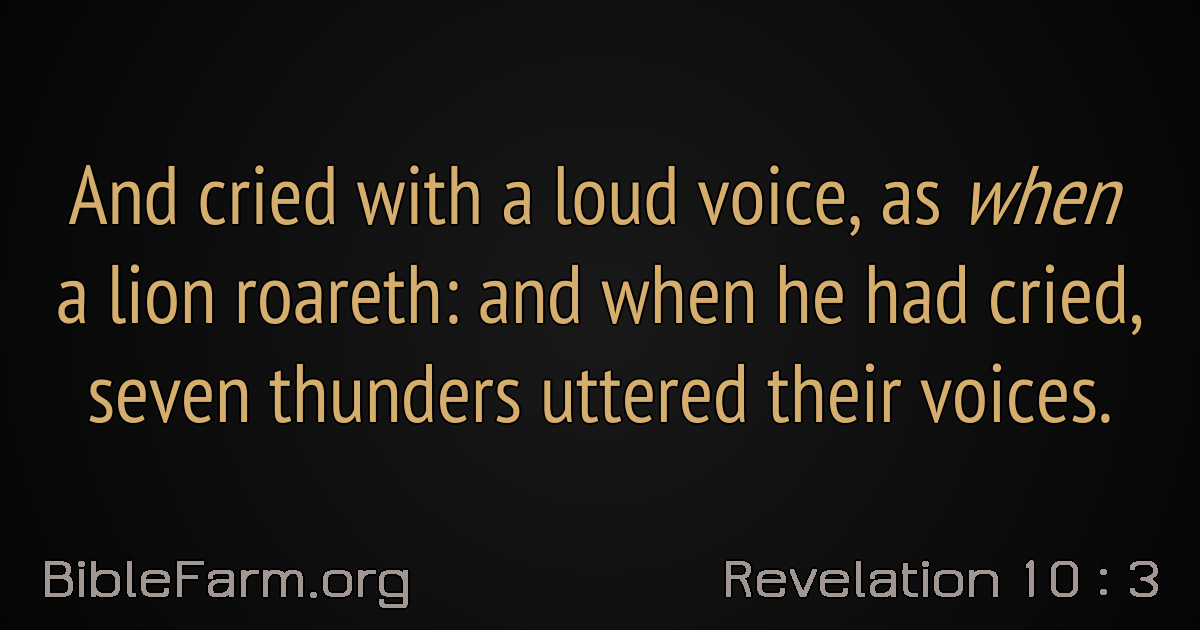 And cried with a loud voice, as when
a lion roareth: and when he had cried,
seven thunders uttered their voices.
BibleFarm.org
Revelation 10 : 3